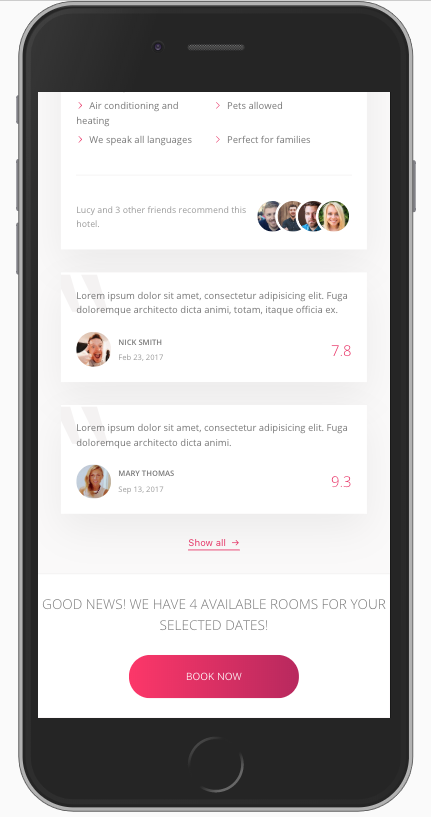 Air conditioning and
heating
Pets allowed
We speak all languages
Perfect for families
Lucy and 3 other friends recommend this
hotel.
Lorem ipsum dolor sit amet, consectetur adipisicing elit. Fuga
doloremque architecto dicta animi, totam, itaque officia ex.
NICK SMITH
Feb 23, 2017
7.8
Lorem ipsum dolor sit amet, consectetur adipisicing elit. Fuga
doloremque architecto dicta animi.
MARY THOMAS
Sep 13, 2017
9.3
Show all →
GOOD NEWS! WE HAVE 4 AVAILABLE ROOMS FOR YOUR
SELECTED DATES!
BOOK NOW